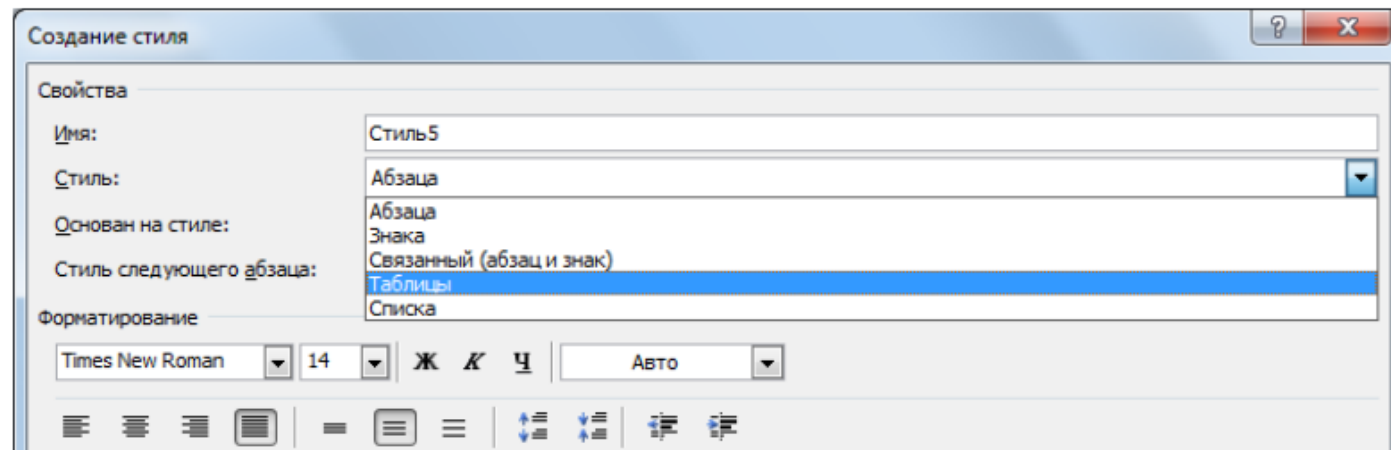 Создание стиля
Свойства
Имя: Стиль5
Стиль: Абзаца
Абзаца
Основан на стиле: Знака
Связанный (абзац и знак)
Стиль следующего абзаца:
Таблицы
Списка
Форматирование
Times New Roman 14 Ж К Ч Авто